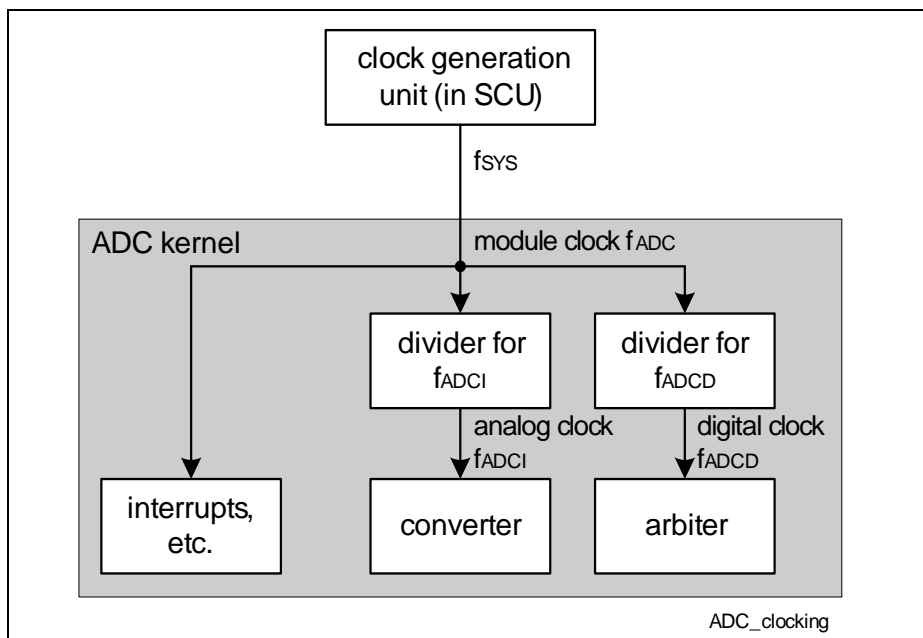 clock generation
unit (in SCU)
fSYS
ADC kernel
module clock fADC
divider for
fADCI
divider for
fADCD
analog clock
fADCI
digital clock
fADCD
interrupts,
etc.
converter
arbiter
ADC_clocking